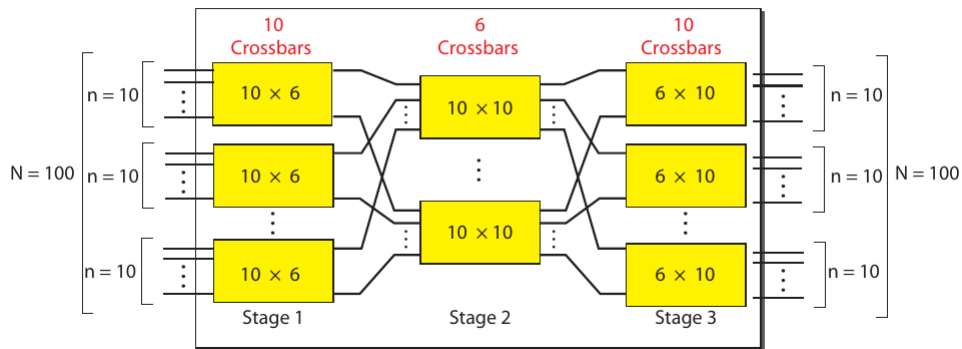 10
Crossbars
6
Crossbars
10
Crossbars
N = 100
n = 10
10 × 6
10 × 10
6 × 10
n = 10
N = 100
n = 10
10 × 6
6 × 10
n = 10
n = 10
10 × 6
10 × 10
6 × 10
n = 10
Stage 1
Stage 2
Stage 3